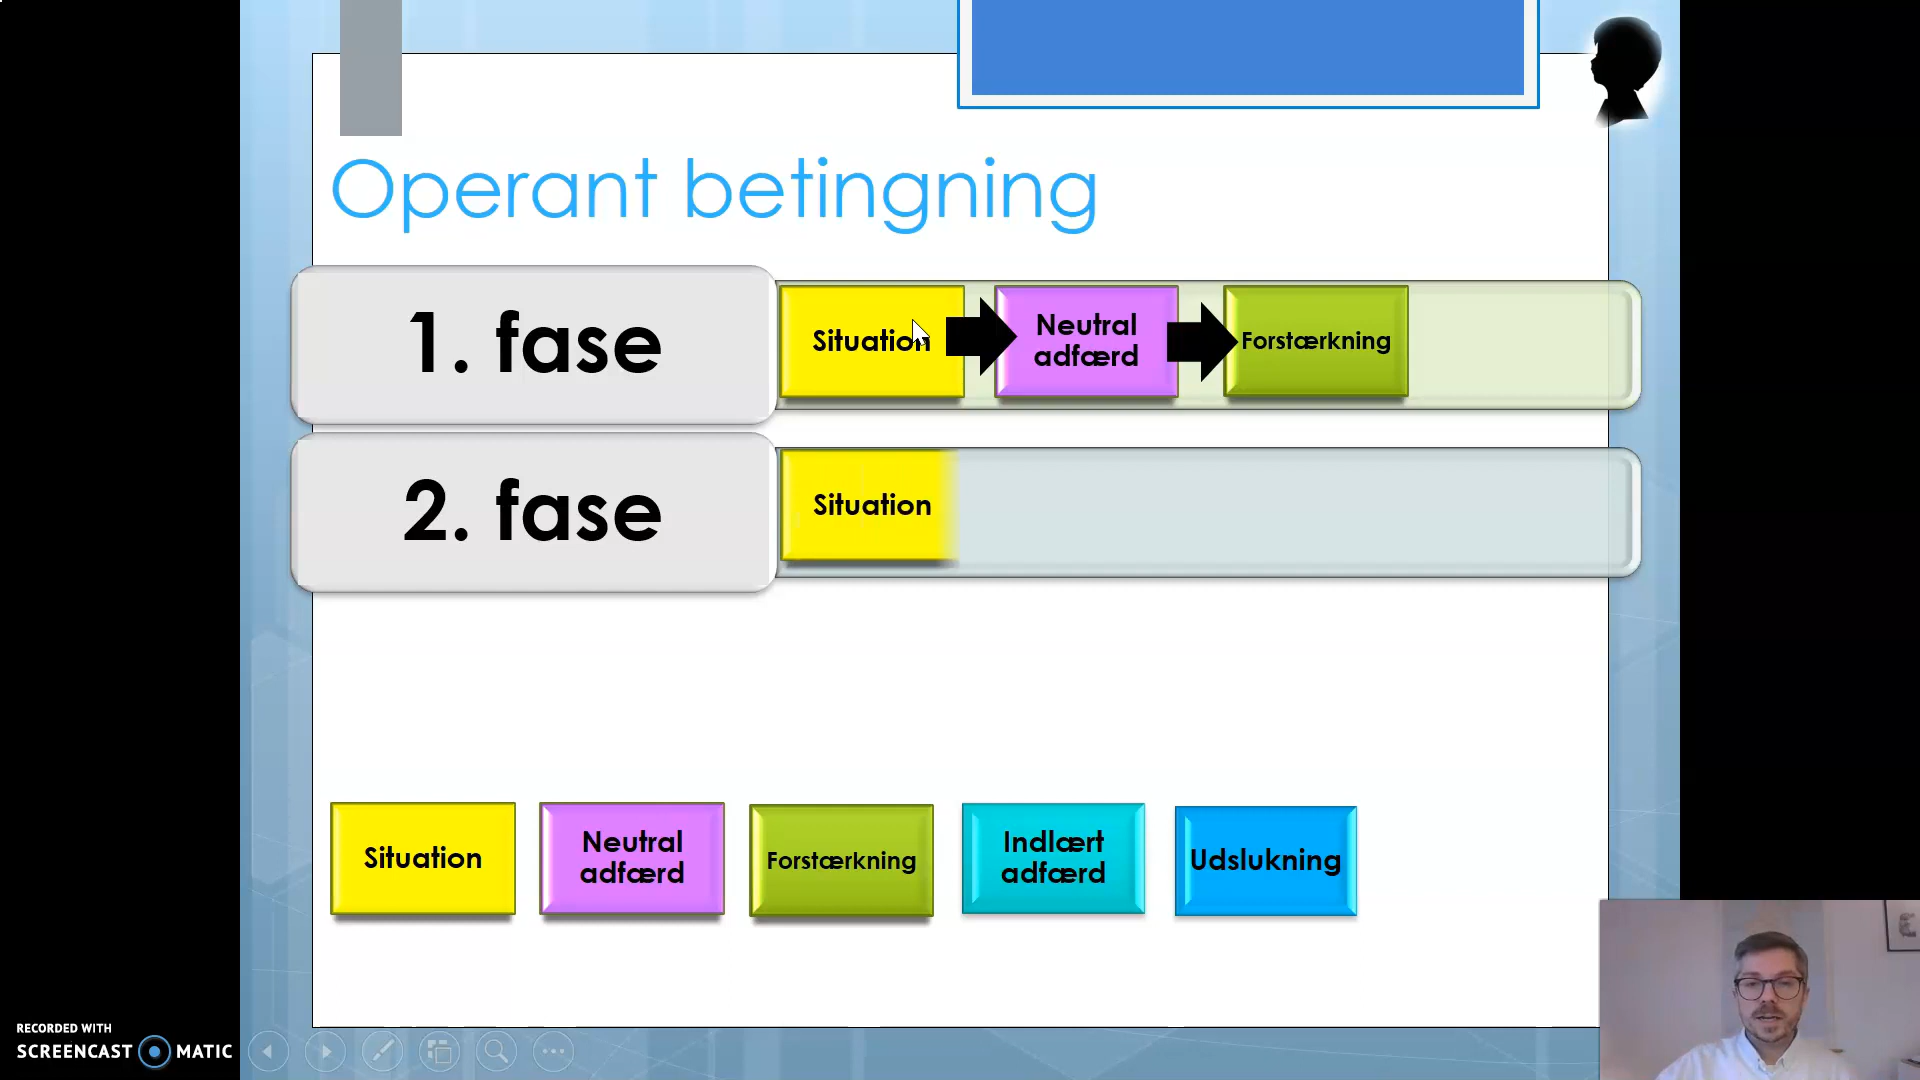 Operant betingning
1. fase
Situation
Neutral
adfærd
Forstærkning
2. fase
Situation
Situation
Neutral
adfærd
Forstærkning
Indlært
adfærd
Udslukning
RECORDED WITH
SCREENCAST MATIC